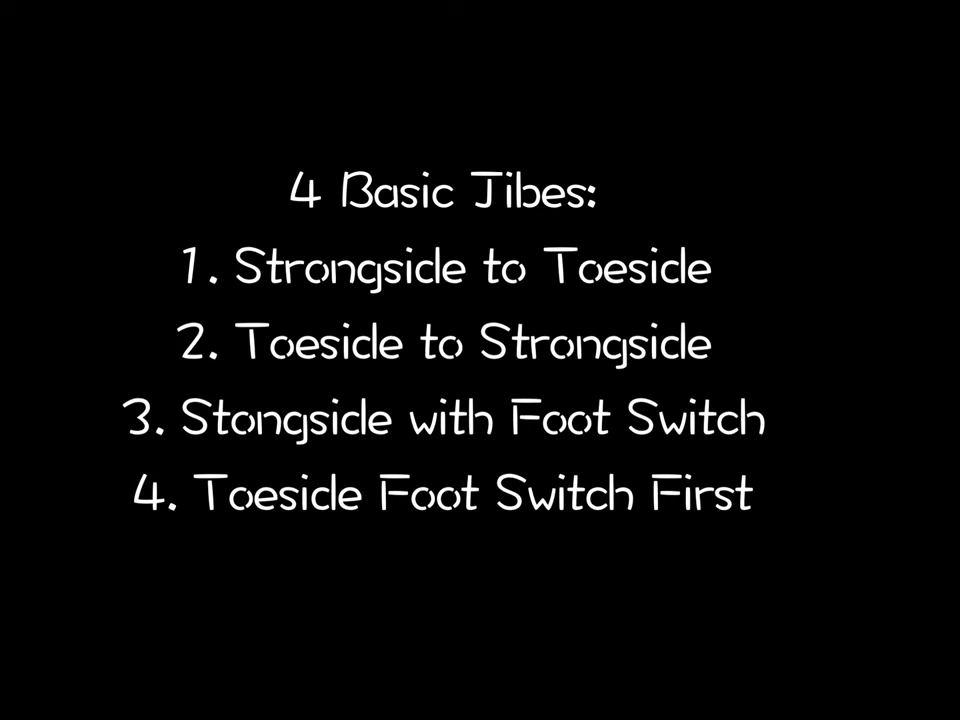 4 Basic Jibes:
1. Strongside to Toeside
2. Toeside to Strongside
3. Stongside with Foot Switch
4. Toeside Foot Switch First